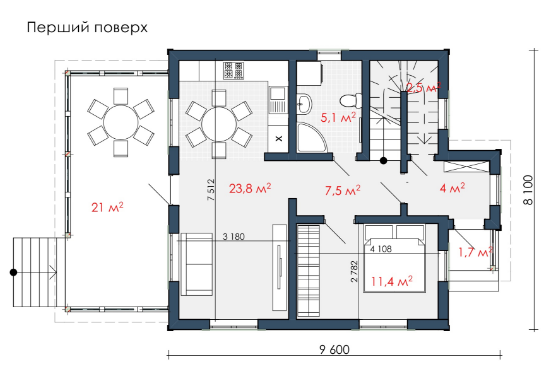 Перший поверх
2,5 м²
5,1 м²
7 512
23,8 м²
7,5 м²
4 м²
21 м²
3 180
4 108
2 782
11,4 м²
1,7 м²
X
8 100
9 600